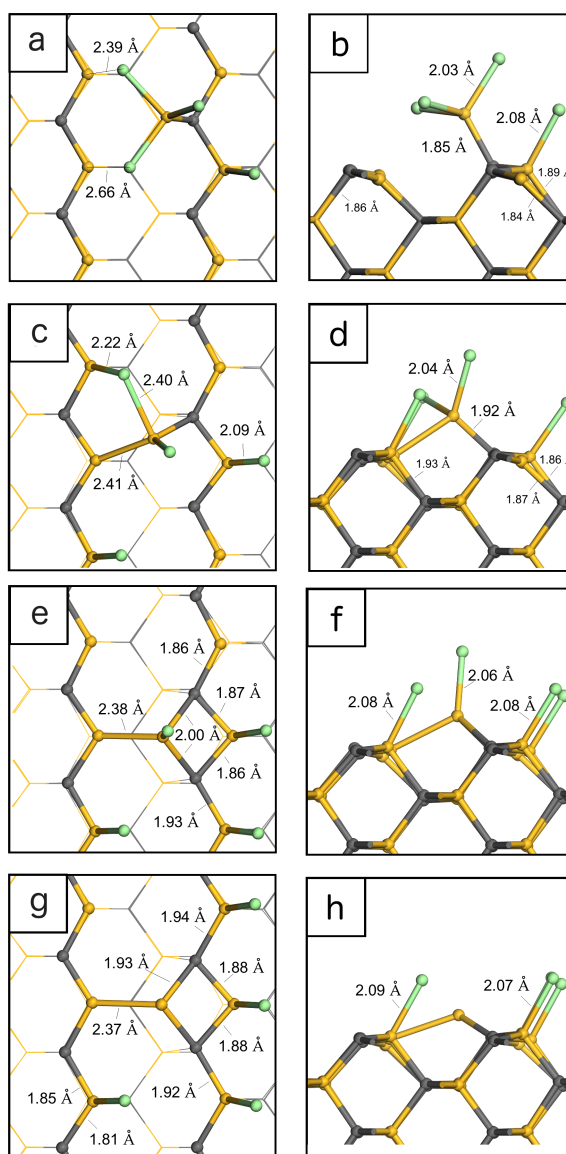 a
2.39 Å
2.66 Å
b
2.03 Å
2.08 Å
1.85 Å
1.89 Å
1.86 Å
1.84 Å
c
2.22 Å
2.40 Å
2.09 Å
2.41 Å
d
2.04 Å
1.92 Å
1.93 Å
1.86 Å
1.87 Å
e
1.86 Å
1.87 Å
2.38 Å
2.00 Å
1.86 Å
1.93 Å
f
2.06 Å
2.08 Å
2.08 Å
g
1.94 Å
1.93 Å
1.88 Å
2.37 Å
1.88 Å
1.85 Å
1.92 Å
1.81 Å
h
2.09 Å
2.07 Å